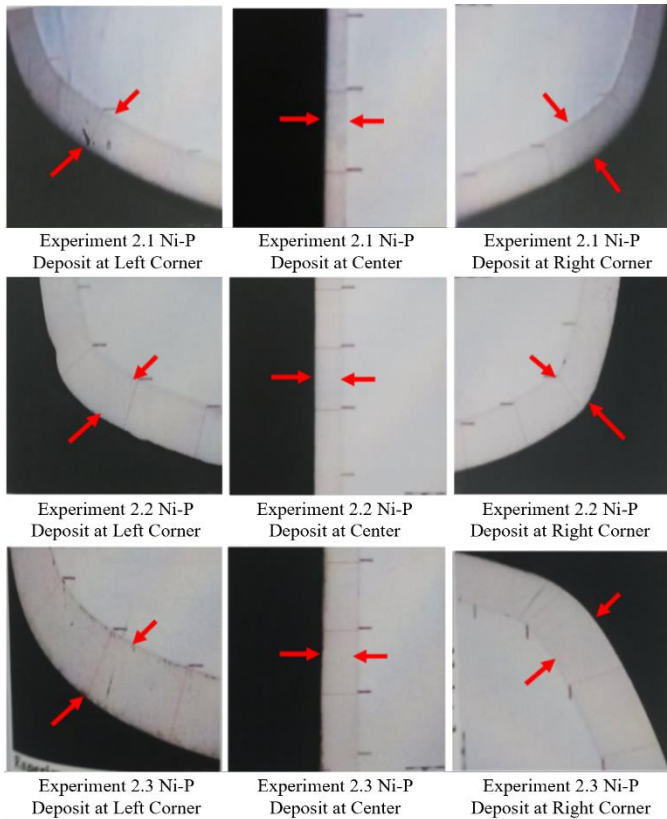 Experiment 2.1 Ni-P
Deposit at Left Corner
Experiment 2.1 Ni-P
Deposit at Center
Experiment 2.1 Ni-P
Deposit at Right Corner
Experiment 2.2 Ni-P
Deposit at Left Corner
Experiment 2.2 Ni-P
Deposit at Center
Experiment 2.2 Ni-P
Deposit at Right Corner
Experiment 2.3 Ni-P
Deposit at Left Corner
Experiment 2.3 Ni-P
Deposit at Center
Experiment 2.3 Ni-P
Deposit at Right Corner